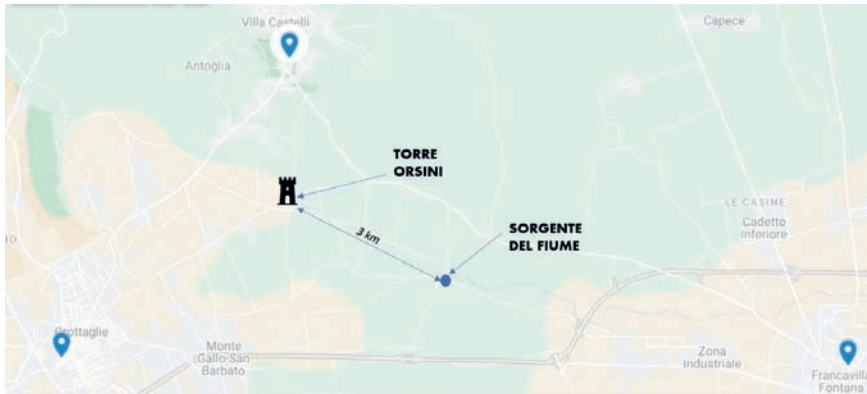 Villa Castelli
Capece
Antoglia
TORRE
ORSINI
LE CASINE
Cadetto
Inferiore
SORGENTE
DEL FIUME
3 km
Grottaglie
Monte
Gallo-San
Barbato
Zona
Industriale
Francavilla
Fontana